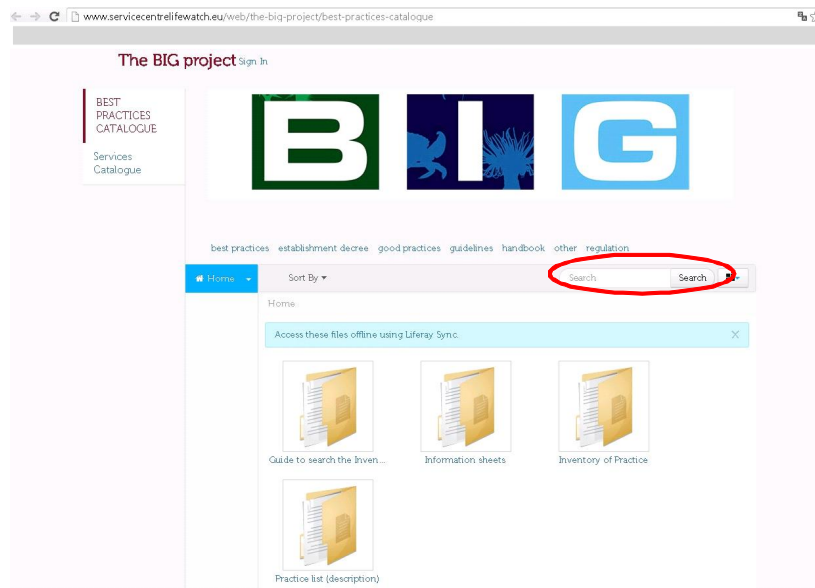 www.servicecentrelifewatch.eu/web/the-big-project/best-practices-catalogue
The BIG project Sign In
BEST
PRACTICES
CATALOGUE
Services
Catalogue
BIG
best practices establishment decree good practices guidelines handbook other regulation
Home Sort By Search Search
Home
Access these files offline using Liferay Sync.
Guide to search the Inven... Information sheets Inventory of Practice
Practice list (description)